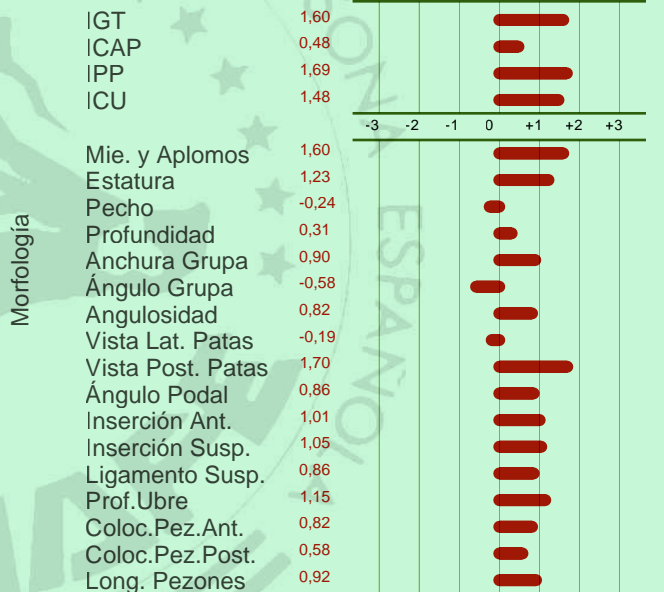 IGT 1,60
ICAP 0,48
IPP 1,69
ICU 1,48
-3 -2 -1 0 +1 +2 +3
Morfología
Mie. y Aplomos 1,60
Estatura 1,23
Pecho -0,24
Profundidad 0,31
Anchura Grupa 0,90
Ángulo Grupa -0,58
Angulosidad 0,82
Vista Lat. Patas -0,19
Vista Post. Patas 1,70
Ángulo Podal 0,86
Inserción Ant. 1,01
Inserción Susp. 1,05
Ligamento Susp. 0,86
Prof.Ubre 1,15
Coloc.Pez.Ant. 0,82
Coloc.Pez.Post. 0,58
Long. Pezones 0,92
ESPAÑOLA